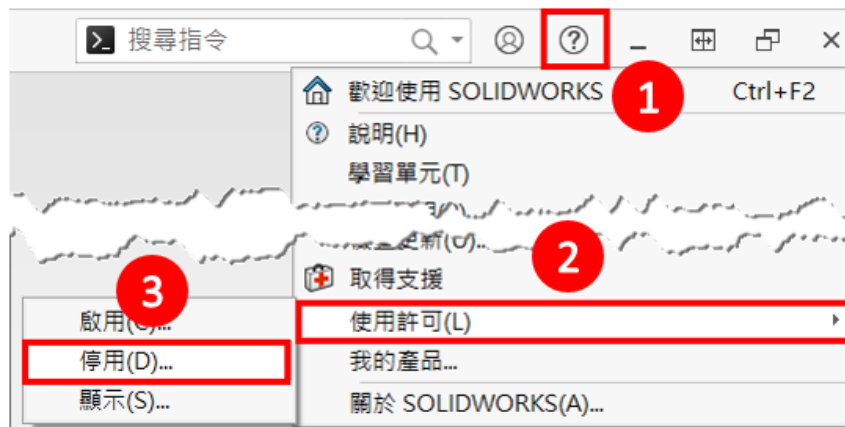 搜尋指令
歡迎使用 SOLIDWORKS
1
Ctrl+F2
說明(H)
學習單元(T)
2
3
取得支援
啟用
使用許可(L)
停用(D)...
我的產品...
顯示(S)...
關於 SOLIDWORKS(A)...